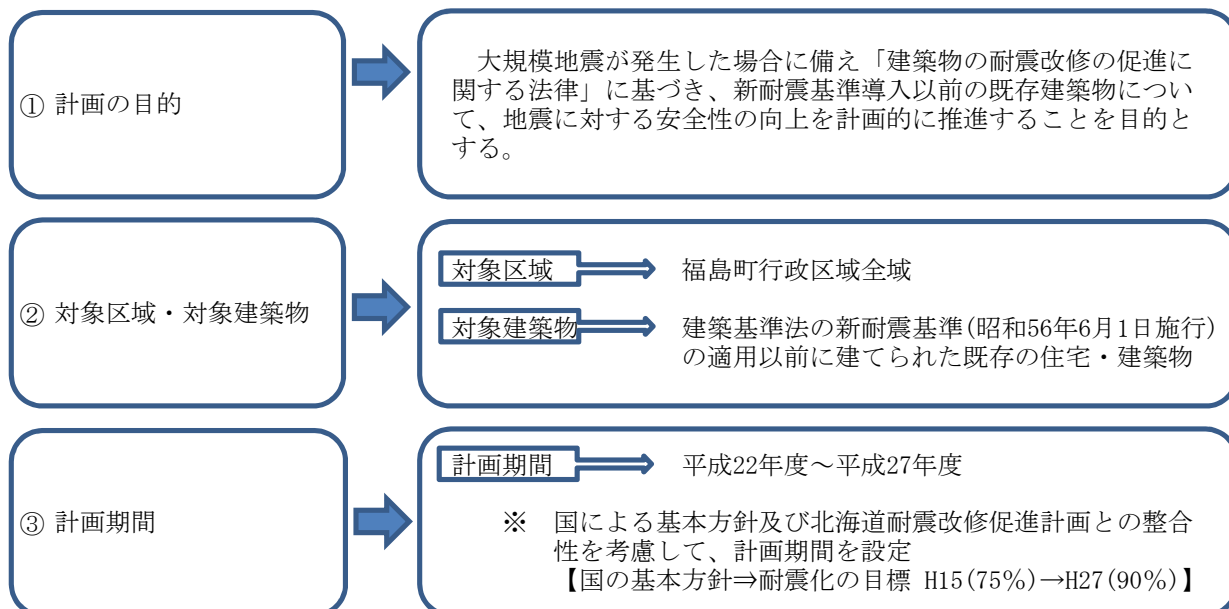 ① 計画の目的
大規模地震が発生した場合に備え「建築物の耐震改修の促進に
関する法律」に基づき、新耐震基準導入以前の既存建築物につい
て、地震に対する安全性の向上を計画的に推進することを目的と
する。
② 対象区域・対象建築物
対象区域
福島町行政区域全域
対象建築物
建築基準法の新耐震基準(昭和56年6月1日施行)
の適用以前に建てられた既存の住宅・建築物
③ 計画期間
計画期間
平成22年度～平成27年度
※ 国による基本方針及び北海道耐震改修促進計画との整合
性を考慮して、計画期間を設定
【国の基本方針⇒耐震化の目標 H15(75%)→H27(90%)】